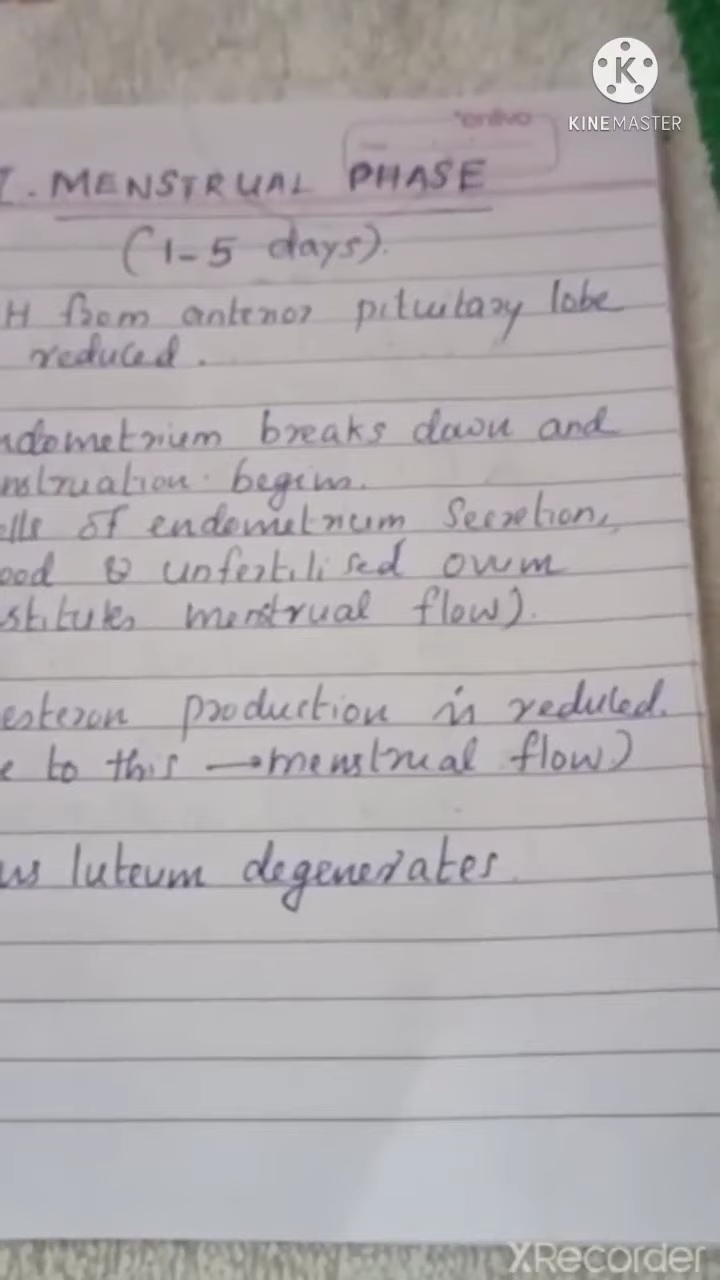 KINEMASTER
I. MENSTRUAL PHASE
(1-5 days).
H from anterior pituitary lobe
reduced.
ndometrium breaks down and
nstruation begins.
ells of endometrium secretion,
ood & unfertilised ovum
stitutes menstrual flow).
esteron production is reduced.
e to this → menstrual flow)
us luteum degenerates
XRecorder